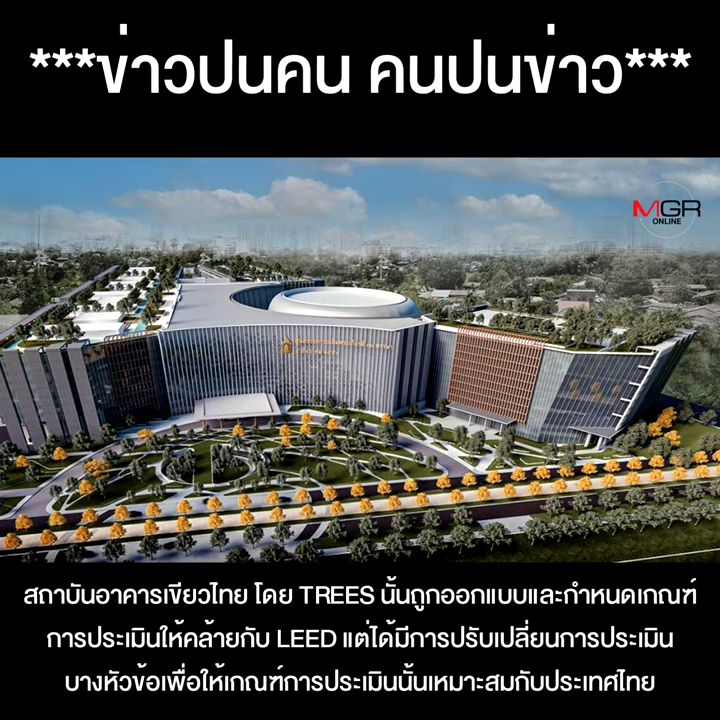 ***ข่าวปนคน คนปนข่าว***
MGR
ONLINE
สถาบันอาคารเขียวไทย โดย TREES นั้นถูกออกแบบและกำหนดเกณฑ์
การประเมินให้คล้ายกับ LEED แต่ได้มีการปรับเปลี่ยนการประเมิน
บางหัวข้อเพื่อให้เกณฑ์การประเมินนั้นเหมาะสมกับประเทศไทย